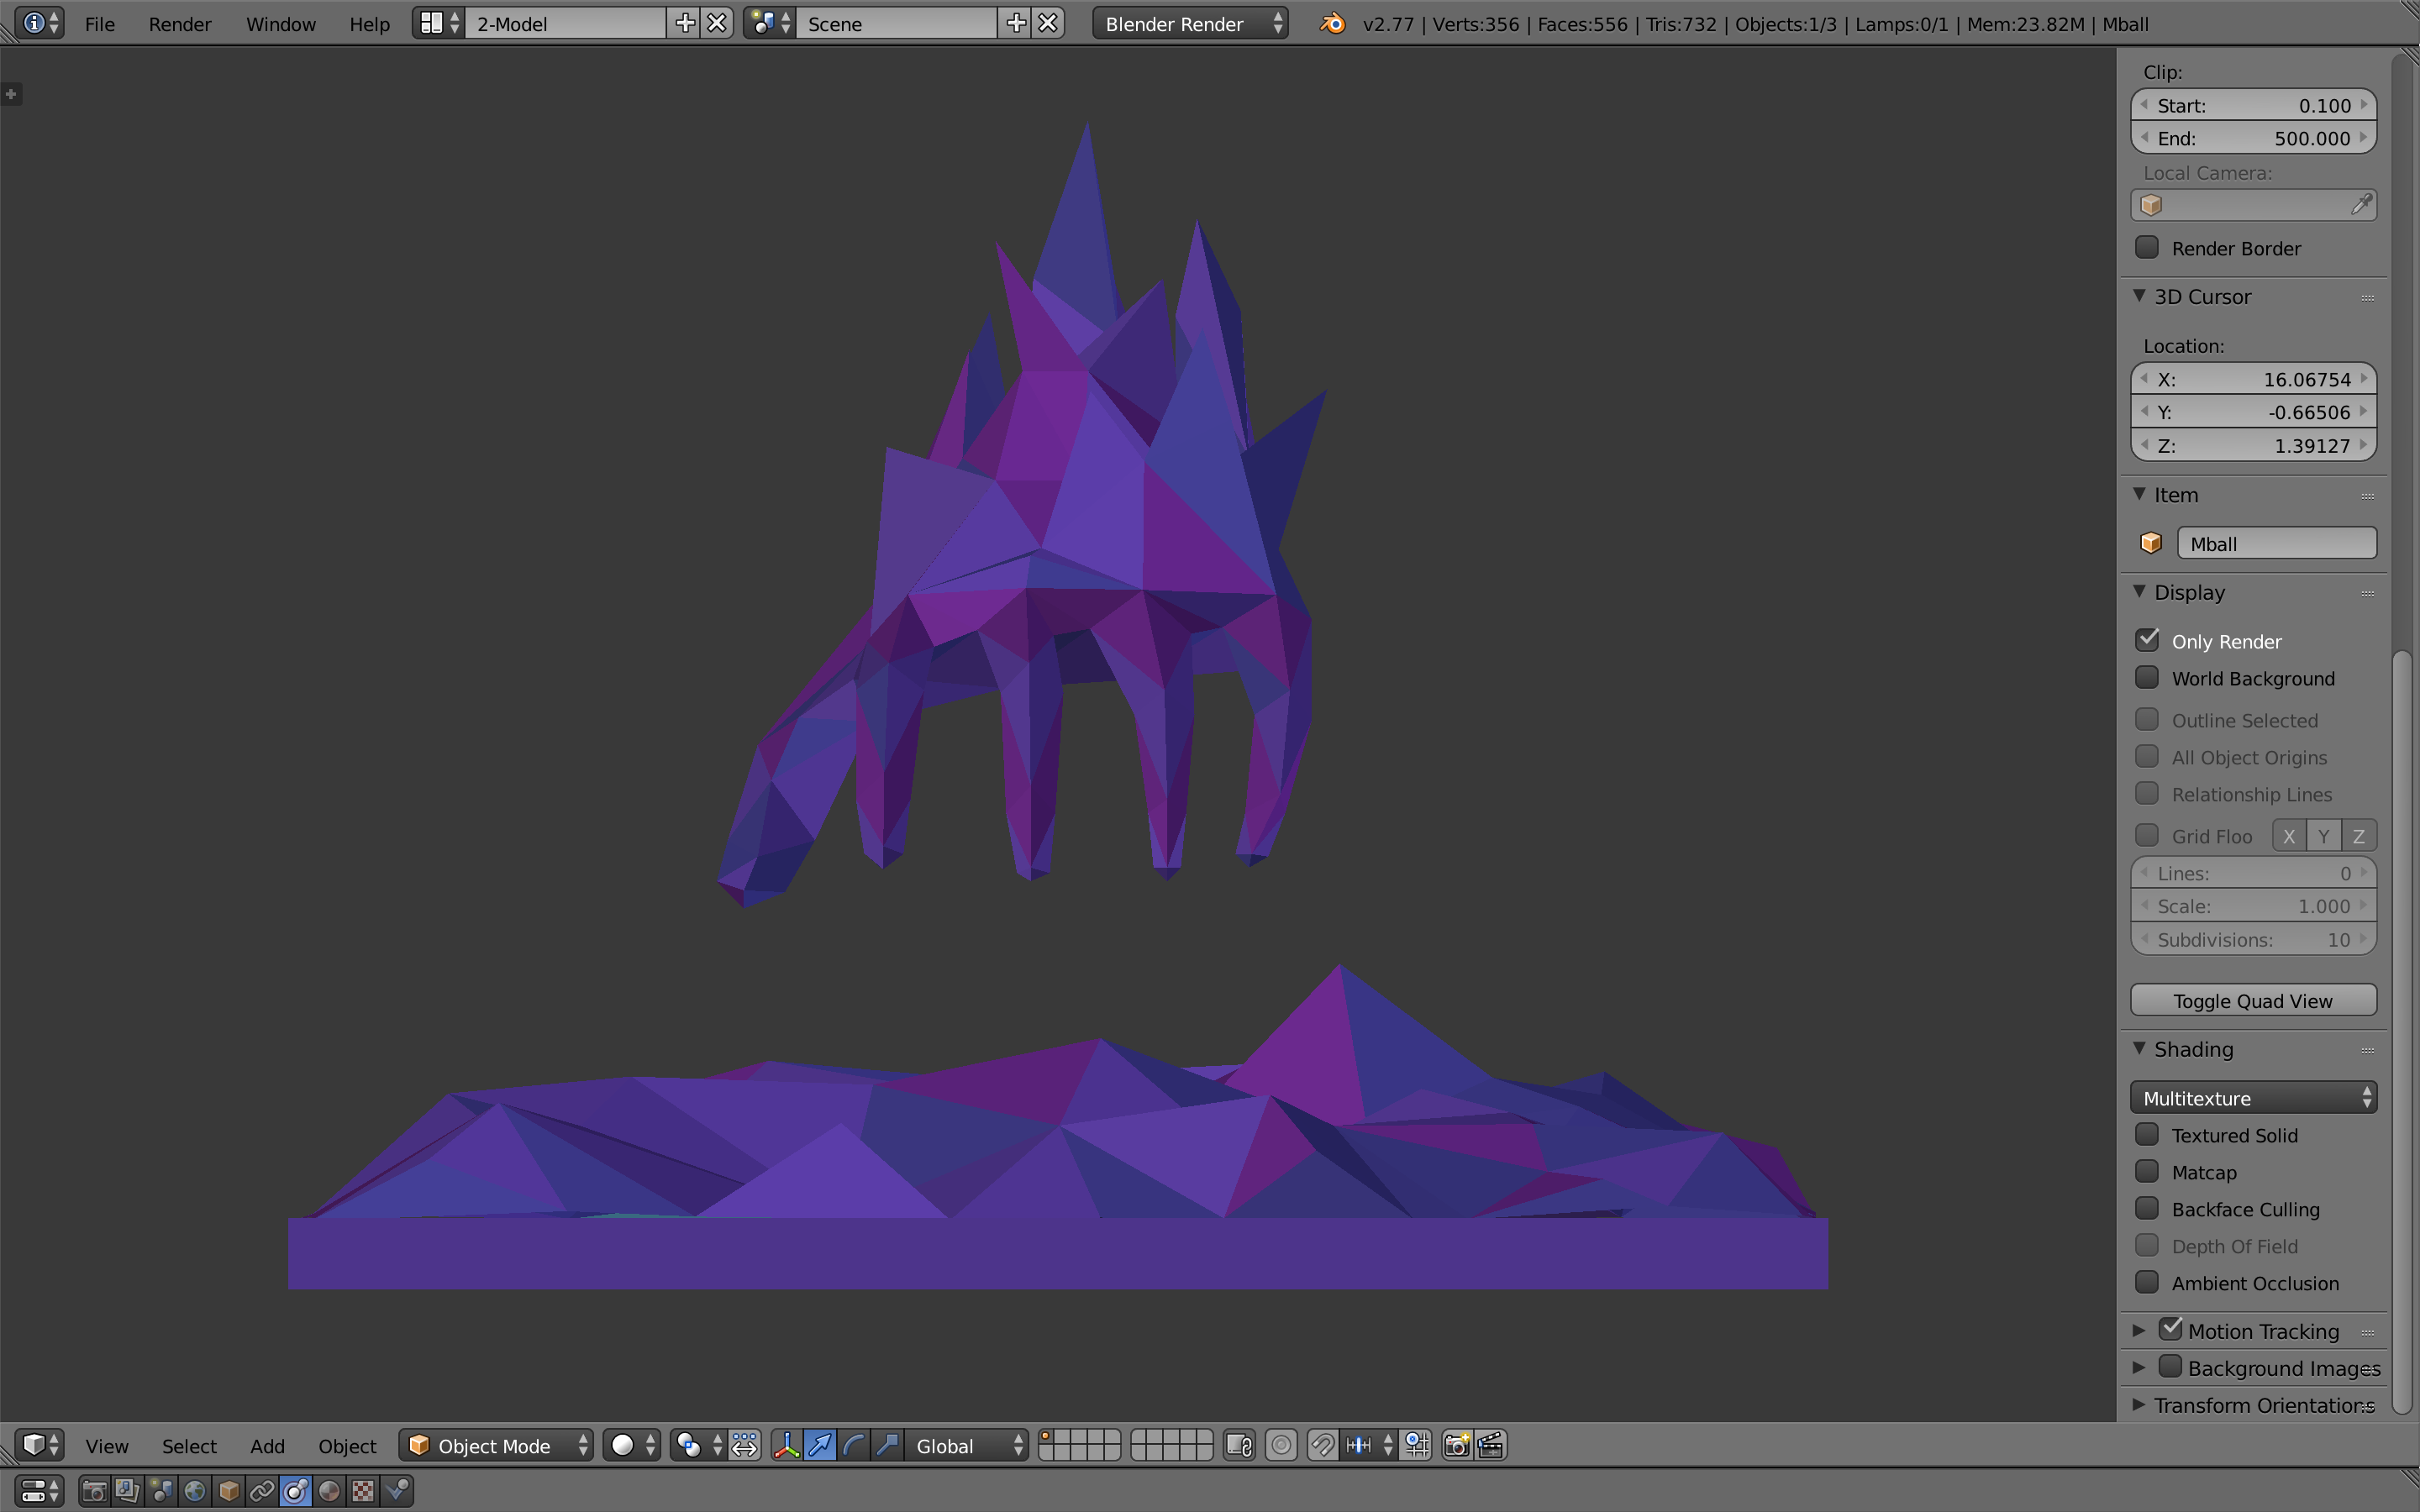 File Render Window Help 2-Model Scene Blender Render v2.77 | Verts:356 | Faces:556 | Tris:732 | Objects:1/3 | Lamps:0/1 | Mem:23.82M | Mball
Clip:
Start: 0.100
End: 500.000
Local Camera:
Render Border
3D Cursor
Location:
X: 16.06754
Y: -0.66506
Z: 1.39127
Item
Mball
Display
Only Render
World Background
Outline Selected
All Object Origins
Relationship Lines
Grid Floo X Y Z
Lines: 0
Scale: 1.000
Subdivisions: 10
Toggle Quad View
Shading
Multitexture
Textured Solid
Matcap
Backface Culling
Depth Of Field
Ambient Occlusion
Motion Tracking
Background Images
Transform Orientations
View Select Add Object Object Mode Global